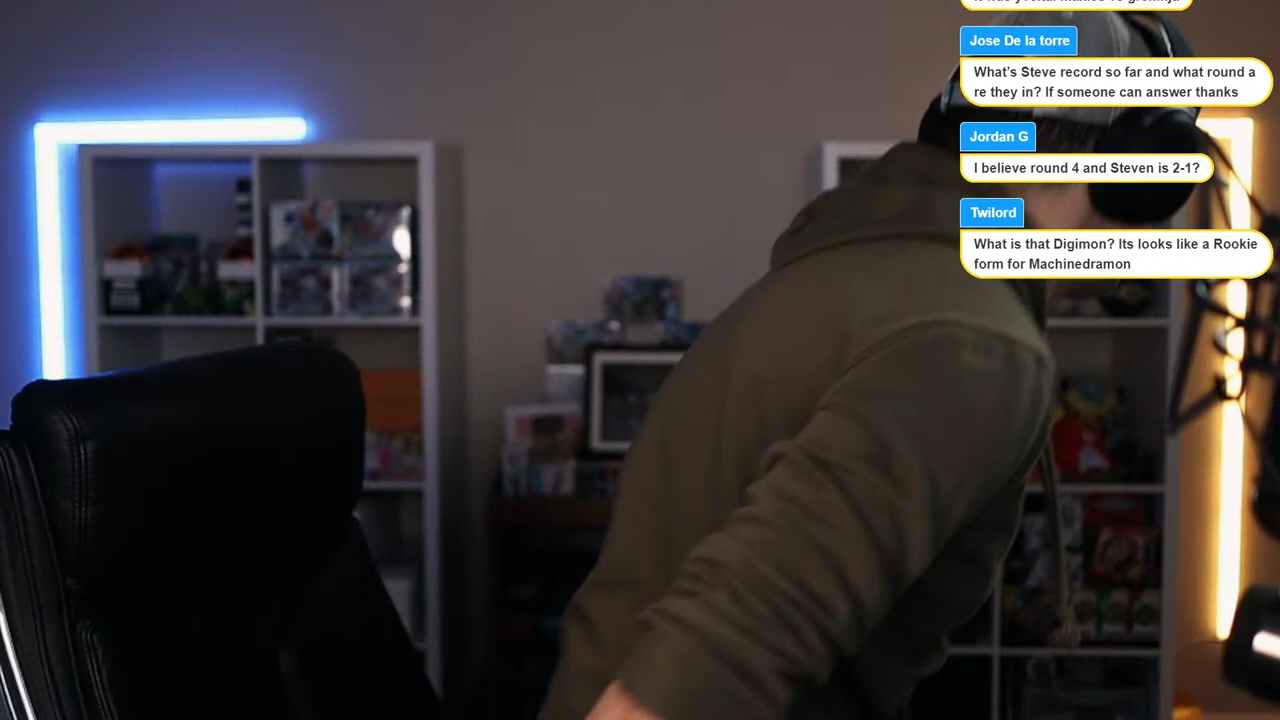 Jose De la torre
What's Steve record so far and what round a
re they in? If someone can answer thanks
Jordan G
I believe round 4 and Steven is 2-1?
Twilord
What is that Digimon? Its looks like a Rookie
form for Machinedramon